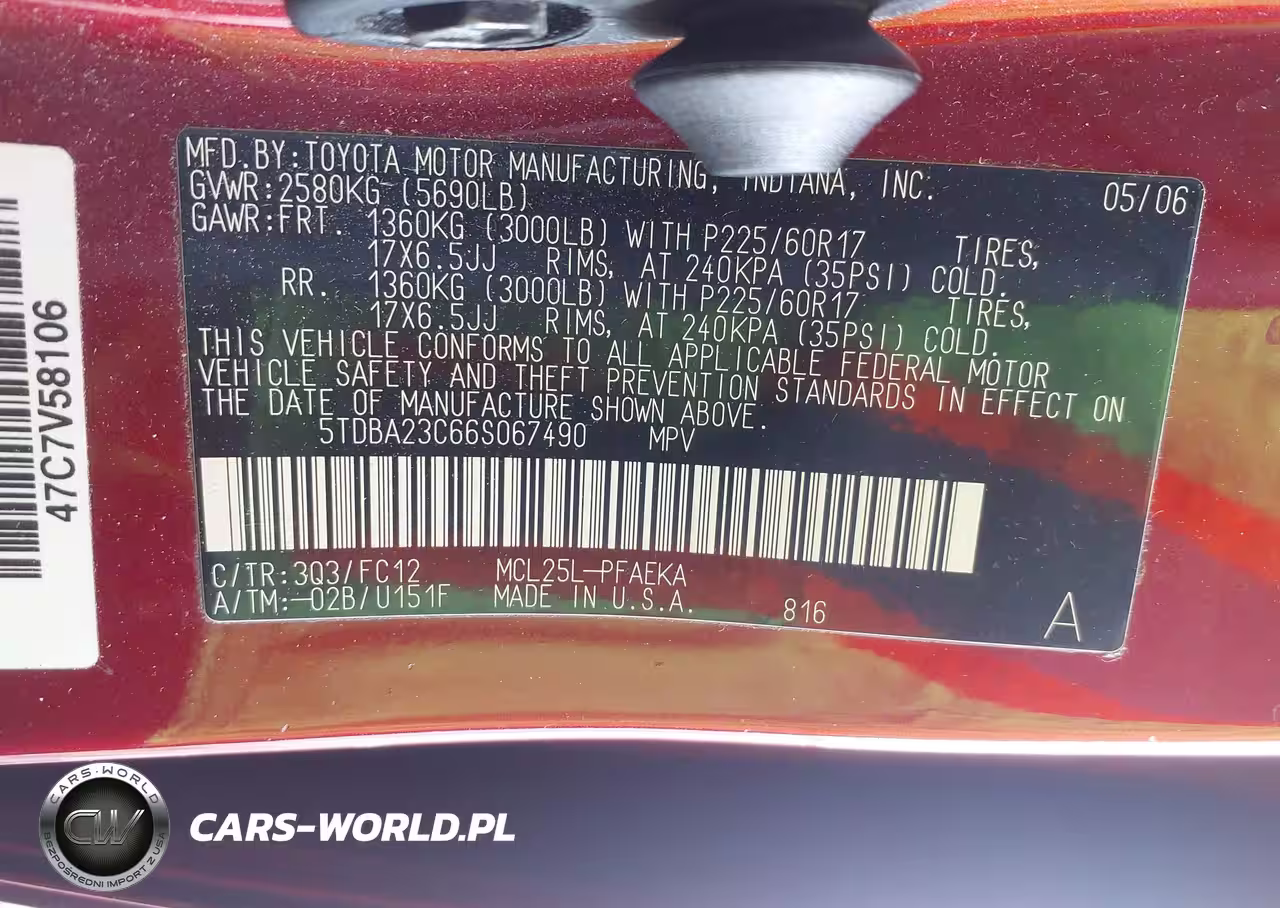 MFD.BY:TOYOTA MOTOR MANUFACTURING, INDIANA, INC. 05/06
GVWR:2580KG (5690LB)
GAWR:FRT. 1360KG (3000LB) WITH P225/60R17 TIRES,
17X6.5JJ RIMS, AT 240KPA (35PSI) COLD.
RR. 1360KG (3000LB) WITH P225/60R17 TIRES,
17X6.5JJ RIMS, AT 240KPA (35PSI) COLD.
THIS VEHICLE CONFORMS TO ALL APPLICABLE FEDERAL MOTOR
VEHICLE SAFETY AND THEFT PREVENTION STANDARDS IN EFFECT ON
THE DATE OF MANUFACTURE SHOWN ABOVE.
5TDBA23C66S067490 MPV
C/TR:3Q3/FC12 MCL25L-PFAEKA
A/TM:-02B/U151F MADE IN U.S.A. 816 A
47C7V58106
CARS-WORLD
CW
BEZPOŚREDNI IMPORT Z USA
CARS-WORLD.PL